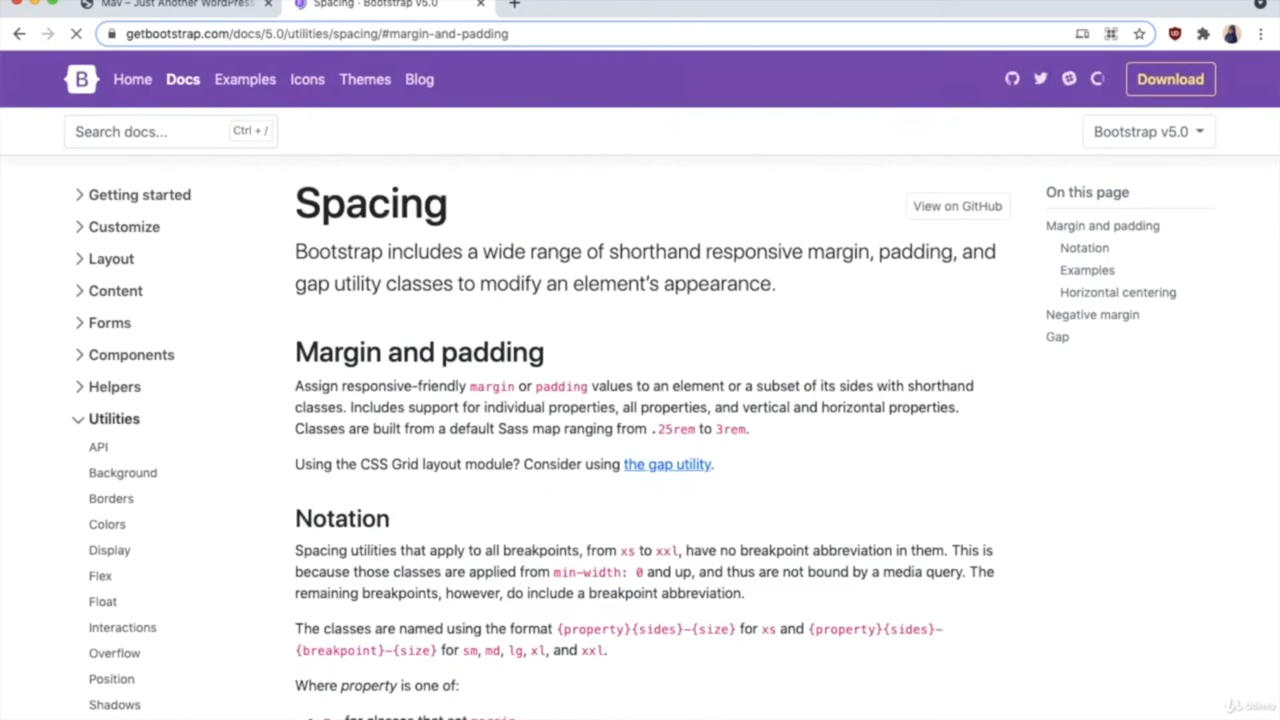 Mav – Just Another WordPress
Spacing · Bootstrap v5.0
getbootstrap.com/docs/5.0/utilities/spacing/#margin-and-padding
B Home Docs Examples Icons Themes Blog Download
Search docs... Ctrl + / Bootstrap v5.0
Getting started
Customize
Layout
Content
Forms
Components
Helpers
Utilities
API
Background
Borders
Colors
Display
Flex
Float
Interactions
Overflow
Position
Shadows
Spacing
View on GitHub
Bootstrap includes a wide range of shorthand responsive margin, padding, and
gap utility classes to modify an element's appearance.
Margin and padding
Assign responsive-friendly margin or padding values to an element or a subset of its sides with shorthand
classes. Includes support for individual properties, all properties, and vertical and horizontal properties.
Classes are built from a default Sass map ranging from .25rem to 3rem.
Using the CSS Grid layout module? Consider using the gap utility.
Notation
Spacing utilities that apply to all breakpoints, from xs to xxl, have no breakpoint abbreviation in them. This is
because those classes are applied from min-width: 0 and up, and thus are not bound by a media query. The
remaining breakpoints, however, do include a breakpoint abbreviation.
The classes are named using the format {property}{sides}-{size} for xs and {property}{sides}-
{breakpoint}-{size} for sm, md, lg, xl, and xxl.
Where property is one of:
m - for classes that set margin
On this page
Margin and padding
Notation
Examples
Horizontal centering
Negative margin
Gap
Udemy